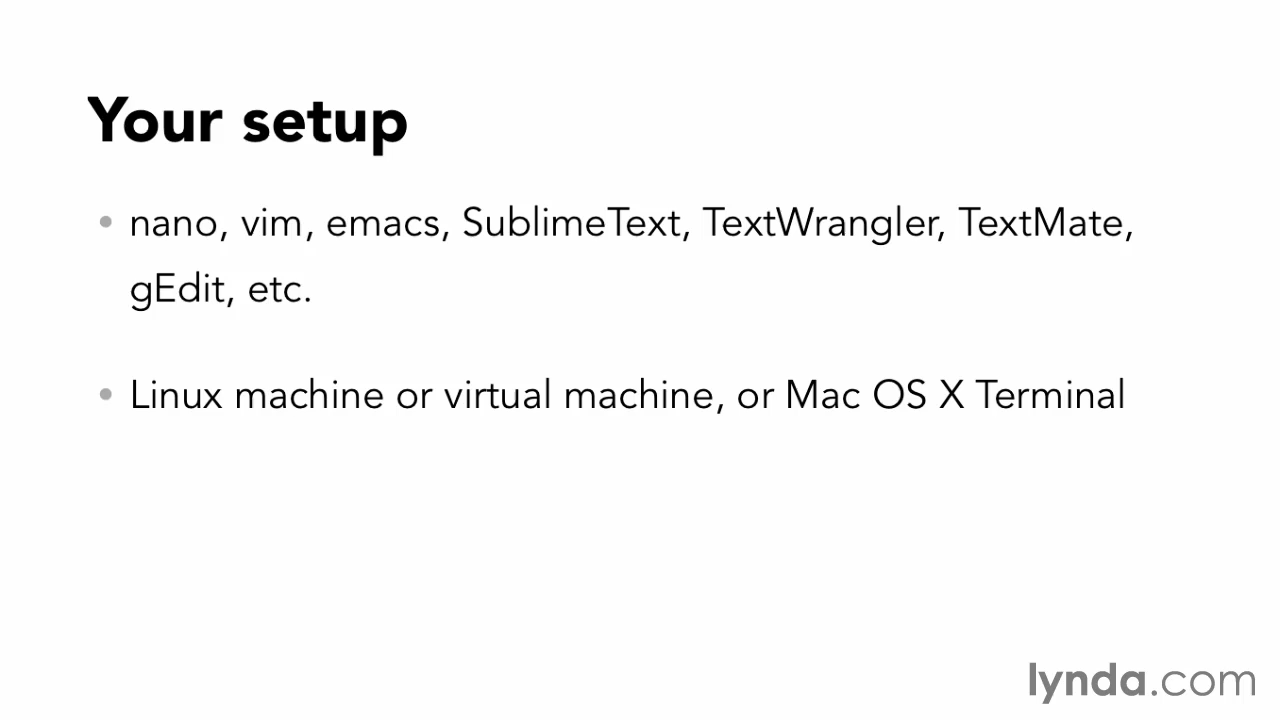 Your setup
• nano, vim, emacs, SublimeText, TextWrangler, TextMate,
gEdit, etc.
• Linux machine or virtual machine, or Mac OS X Terminal
lynda.com